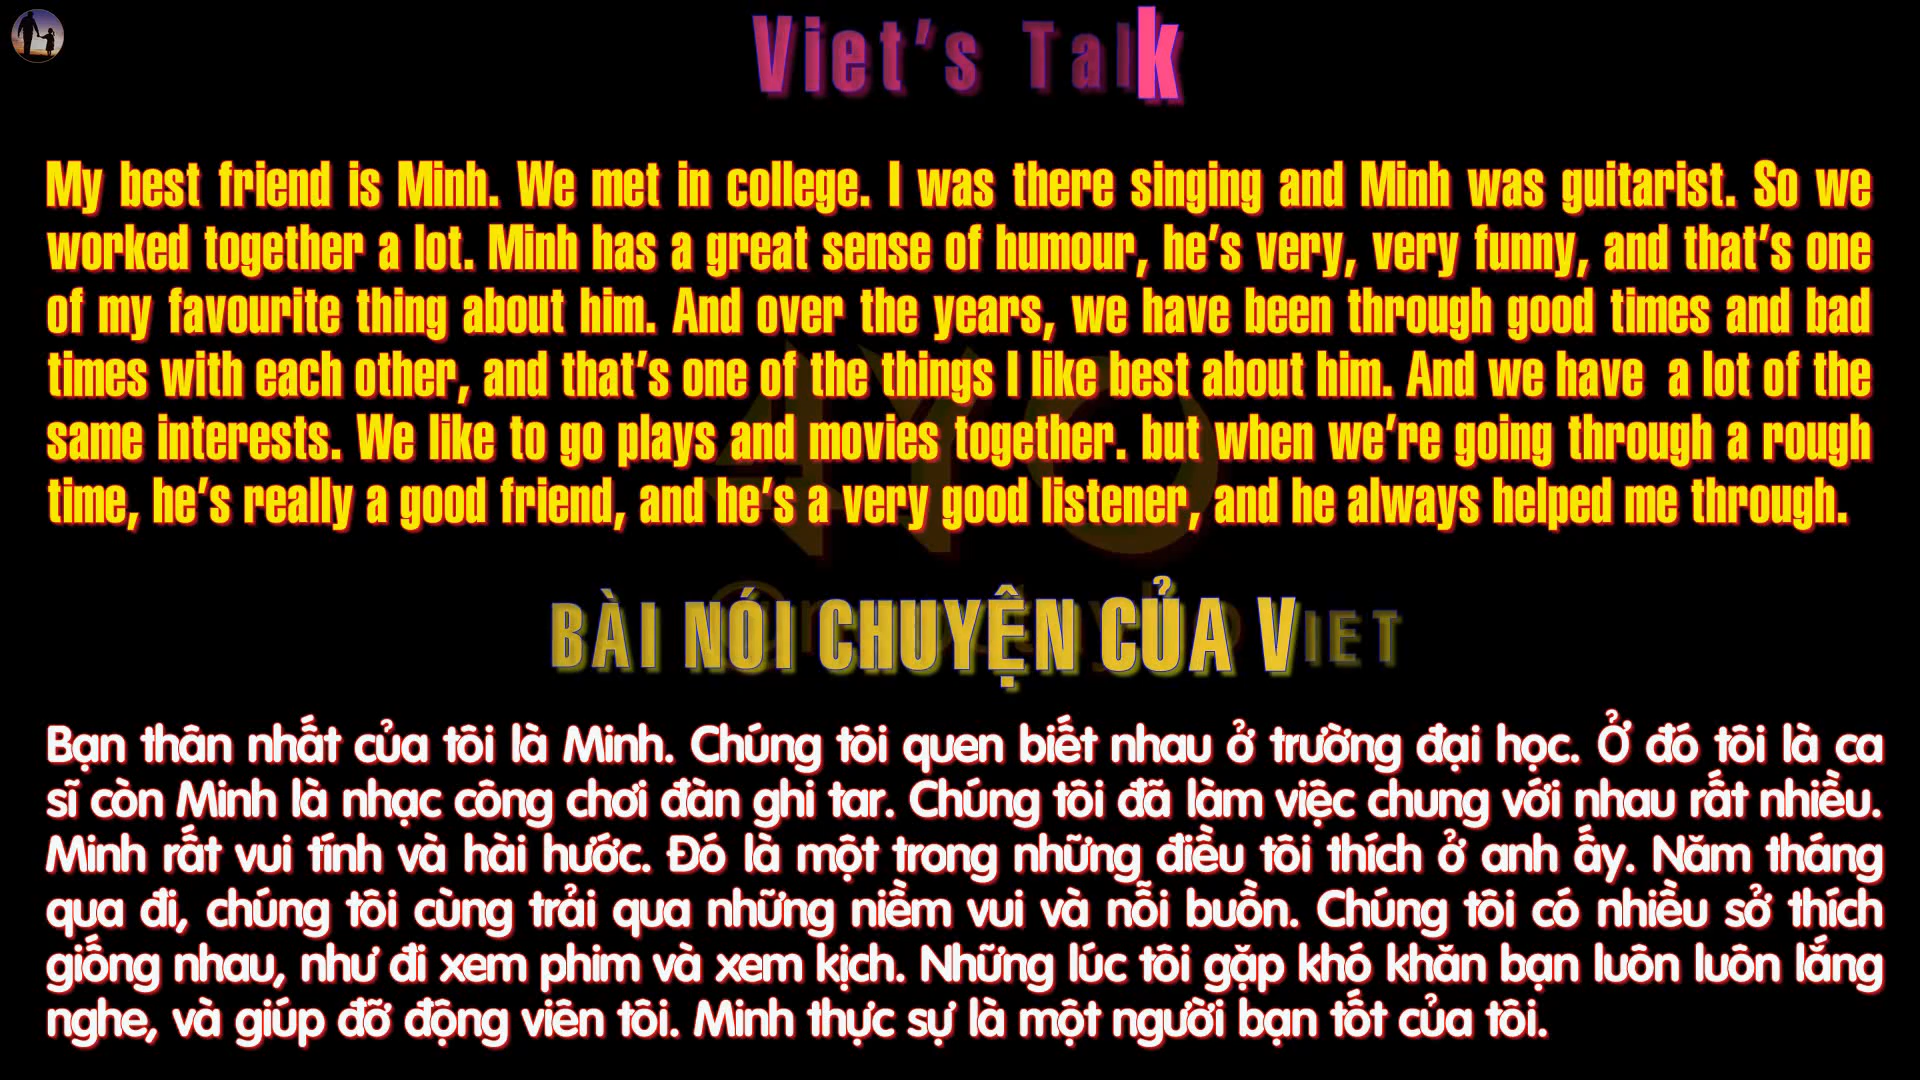 Viet's Talk
My best friend is Minh. We met in college. I was there singing and Minh was guitarist. So we
worked together a lot. Minh has a great sense of humour, he's very, very funny, and that's one
of my favourite thing about him. And over the years, we have been through good times and bad
times with each other, and that's one of the things I like best about him. And we have a lot of the
same interests. We like to go plays and movies together. but when we're going through a rough
time, he's really a good friend, and he's a very good listener, and he always helped me through.
BÀI NÓI CHUYỆN CỦA VIET
Bạn thân nhất của tôi là Minh. Chúng tôi quen biết nhau ở trường đại học. Ở đó tôi là ca
sĩ còn Minh là nhạc công chơi đàn ghi tar. Chúng tôi đã làm việc chung với nhau rất nhiều.
Minh rất vui tính và hài hước. Đó là một trong những điều tôi thích ở anh ấy. Năm tháng
qua đi, chúng tôi cùng trải qua những niềm vui và nỗi buồn. Chúng tôi có nhiều sở thích
giống nhau, như đi xem phim và xem kịch. Những lúc tôi gặp khó khăn bạn luôn luôn lắng
nghe, và giúp đỡ động viên tôi. Minh thực sự là một người bạn tốt của tôi.